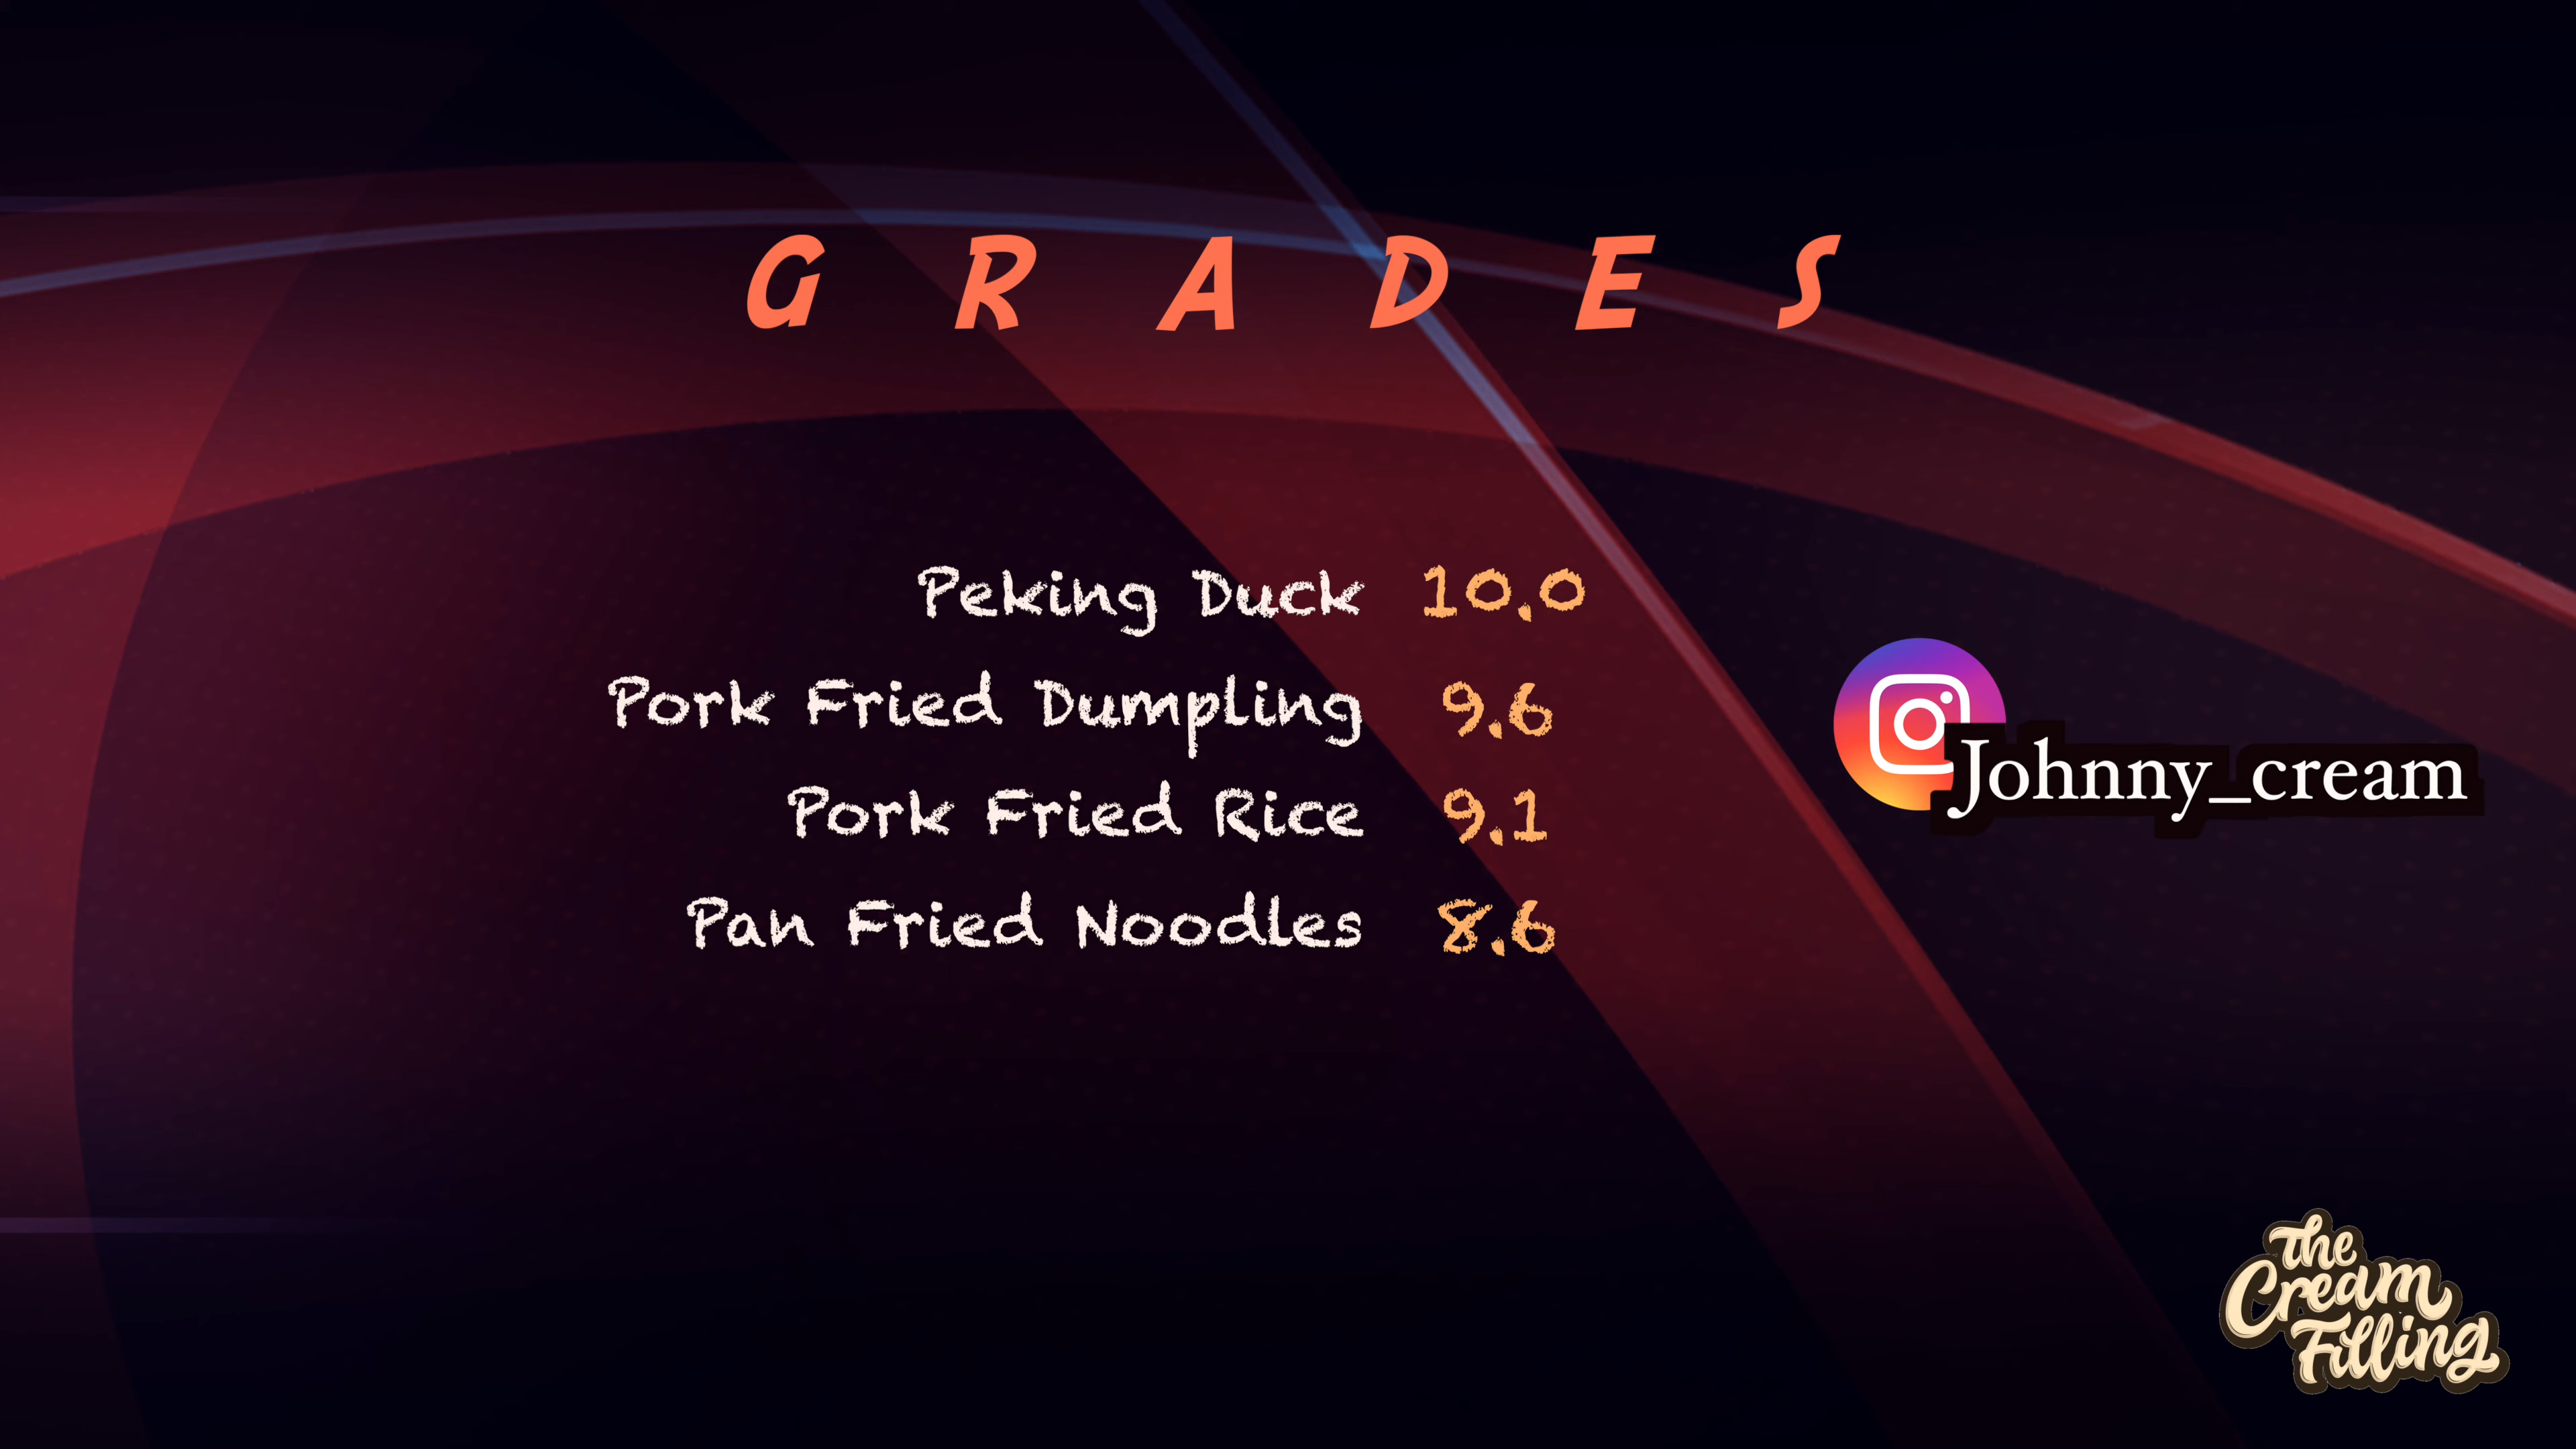 GRADES
Peking Duck 10.0
Pork Fried Dumpling 9.6
Pork Fried Rice 9.1
Pan Fried Noodles 8.6
Johnny_cream
The
Cream
Filling